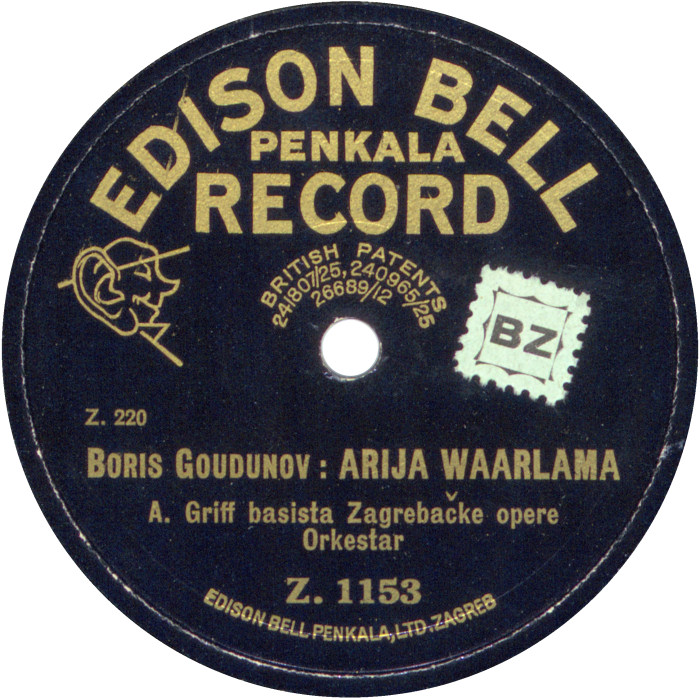 EDISON BELL
PENKALA
RECORD
BRITISH PATENTS
241807/25, 240965/25
26689/12
BZ
Z. 220
BORIS GOUDUNOV : ARIJA WAARLAMA
A. Griff basista Zagrebačke opere
Orkestar
Z. 1153
EDISON BELL PENKALA, LTD. ZAGREB